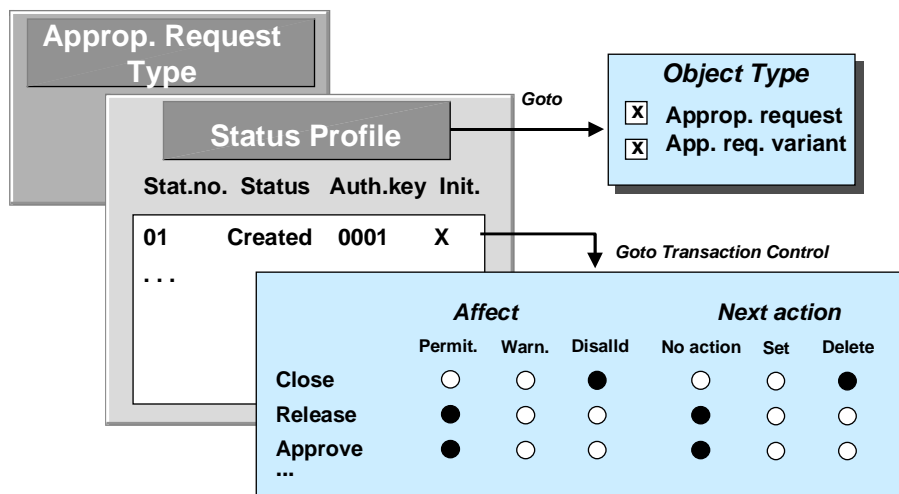 Approp. Request
Type
Status Profile
Goto
Object Type
X Approp. request
X App. req. variant
Stat.no. Status Auth.key Init.
01 Created 0001 X
. . .
Goto Transaction Control
Affect Next action
Permit. Warn. Disalld No action Set Delete
Close
Release
Approve
...